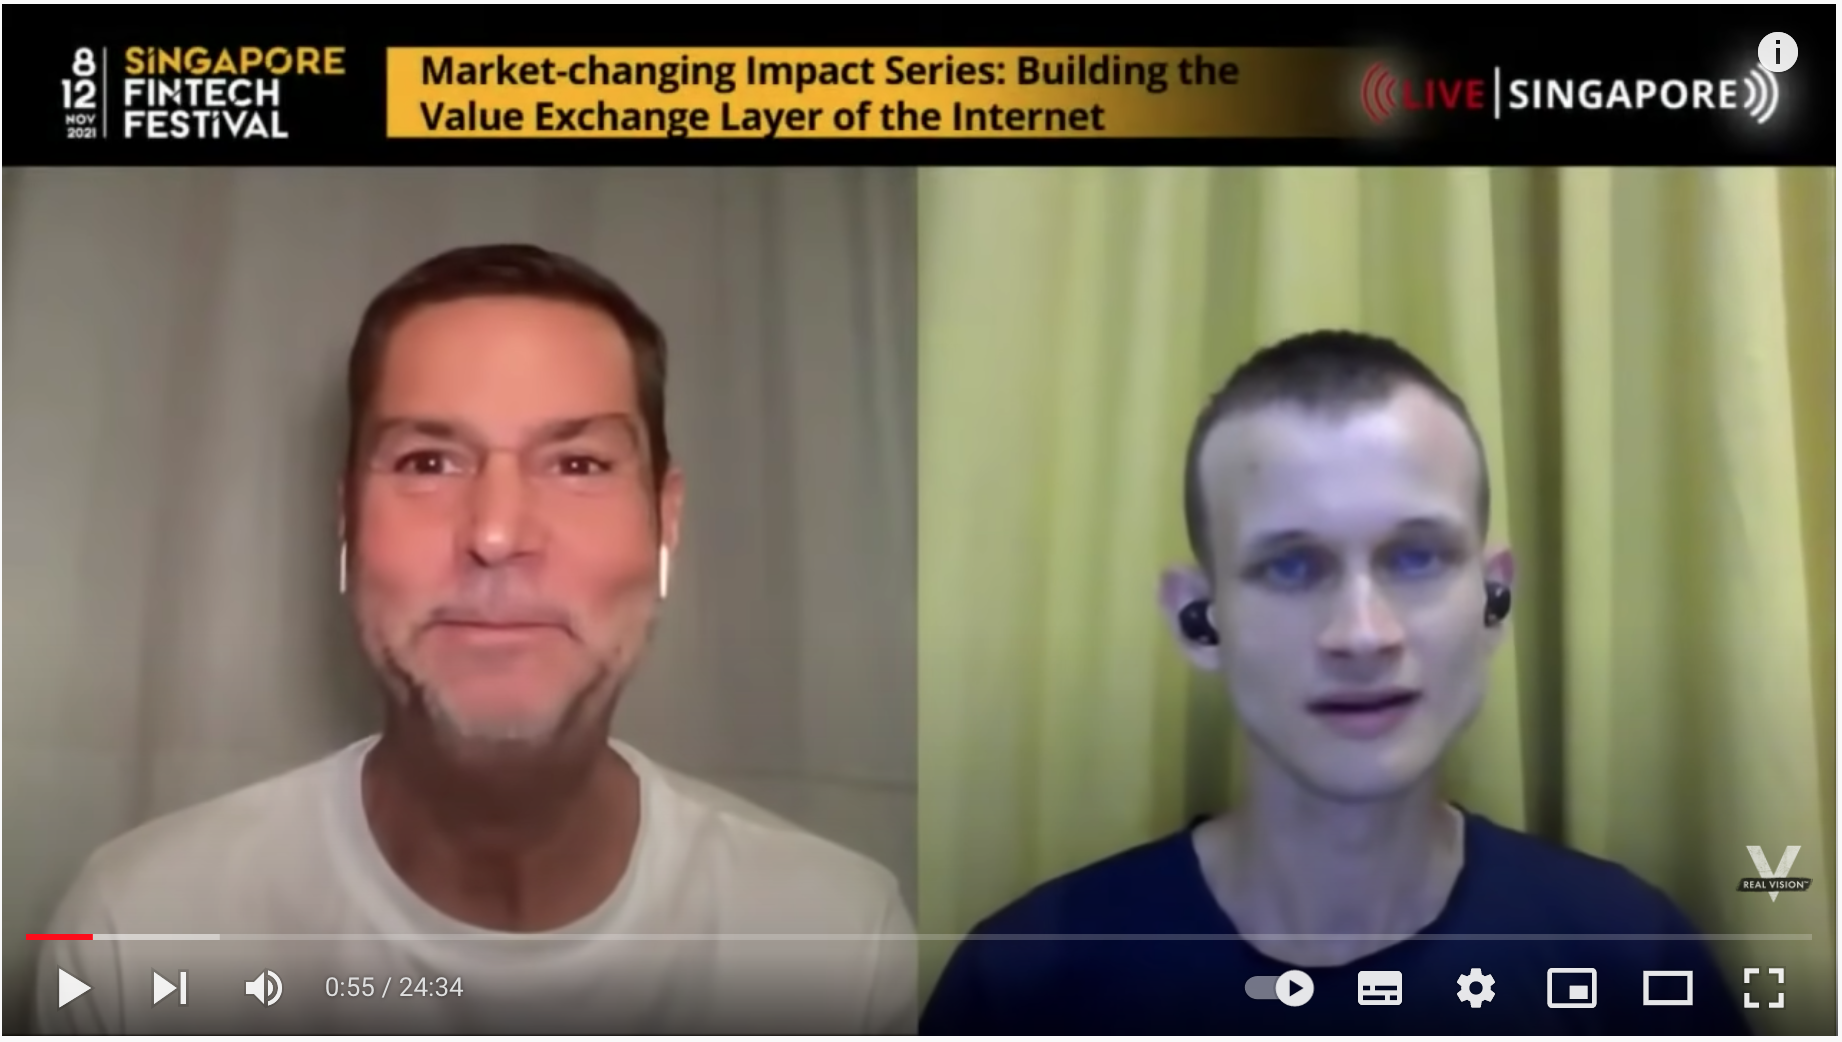 8
12
NOV
2021
SINGAPORE
FINTECH
FESTIVAL
Market-changing Impact Series: Building the
Value Exchange Layer of the Internet
LIVE SINGAPORE
i
REAL VISION™
0:55 / 24:34